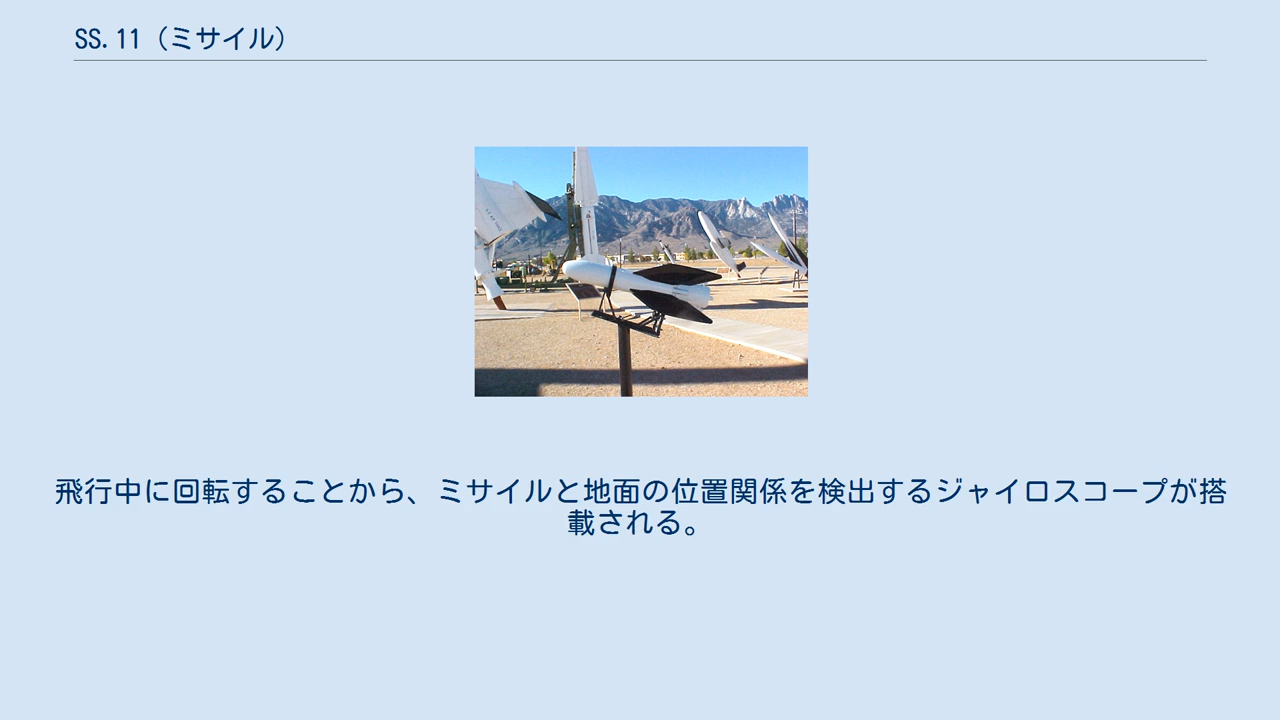 SS.11（ミサイル）
飛行中に回転することから、ミサイルと地面の位置関係を検出するジャイロスコープが搭
載される。